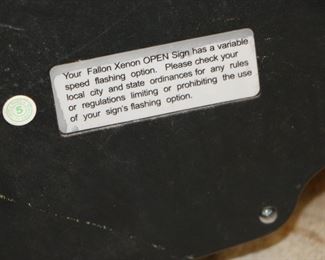 Your Fallon Xenon OPEN Sign has a variable
speed flashing option. Please check your
local city and state ordinances for any rules
or regulations limiting or prohibiting the use
of your sign's flashing option.
5